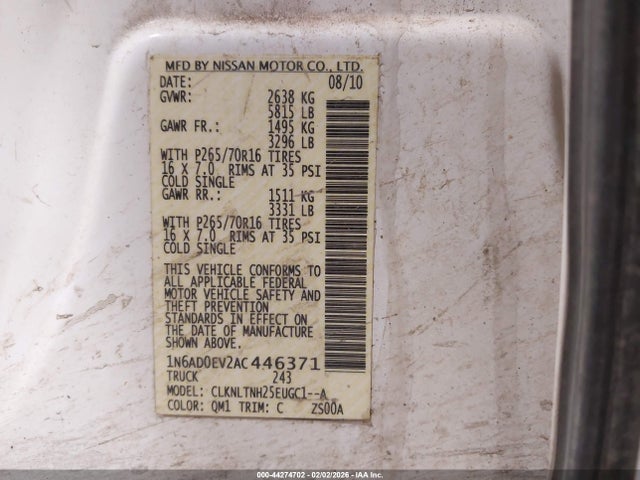 MFD BY NISSAN MOTOR CO., LTD.
DATE: 08/10
GVWR: 2638 KG
5815 LB
GAWR FR.: 1495 KG
3296 LB
WITH P265/70R16 TIRES
16 X 7.0 RIMS AT 35 PSI
COLD SINGLE
GAWR RR.: 1511 KG
3331 LB
WITH P265/70R16 TIRES
16 X 7.0 RIMS AT 35 PSI
COLD SINGLE
THIS VEHICLE CONFORMS TO
ALL APPLICABLE FEDERAL
MOTOR VEHICLE SAFETY AND
THEFT PREVENTION
STANDARDS IN EFFECT ON
THE DATE OF MANUFACTURE
SHOWN ABOVE.
1N6AD0EV2AC446371
TRUCK 243
MODEL: CLKNLTNH25EUGC1--A
COLOR: QM1 TRIM: C ZS00A
000-44274702 - 02/02/2026 - IAA Inc.